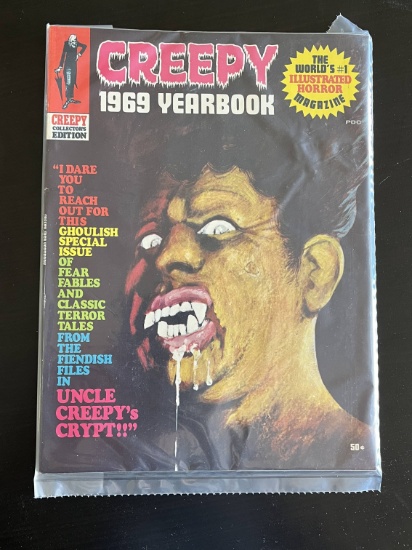 CREEPY
1969 YEARBOOK
THE
WORLD'S #1
ILLUSTRATED
HORROR
MAGAZINE
CREEPY
COLLECTOR'S
EDITION
"I DARE
YOU
TO
REACH
OUT FOR
THIS
GHOULISH
SPECIAL
ISSUE
OF
FEAR
FABLES
AND
CLASSIC
TERROR
TALES
FROM
THE
FIENDISH
FILES
IN
UNCLE
CREEPY's
CRYPT!!"
50¢